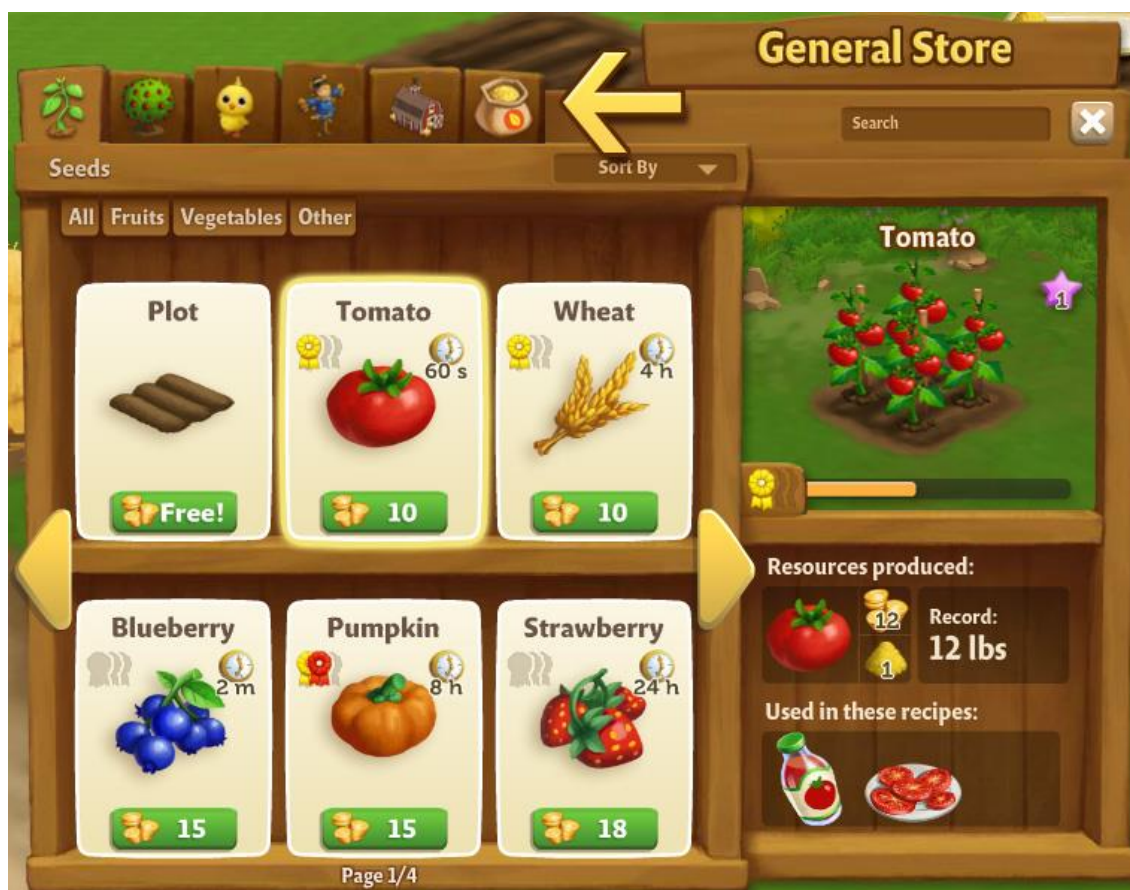 General Store
Search
Seeds
Sort By
All Fruits Vegetables Other
Plot
Free!
Tomato
60 s
10
Wheat
4 h
10
Blueberry
2 m
15
Pumpkin
8 h
15
Strawberry
24 h
18
Page 1/4
Tomato
1
Resources produced:
12
1
Record:
12 lbs
Used in these recipes: